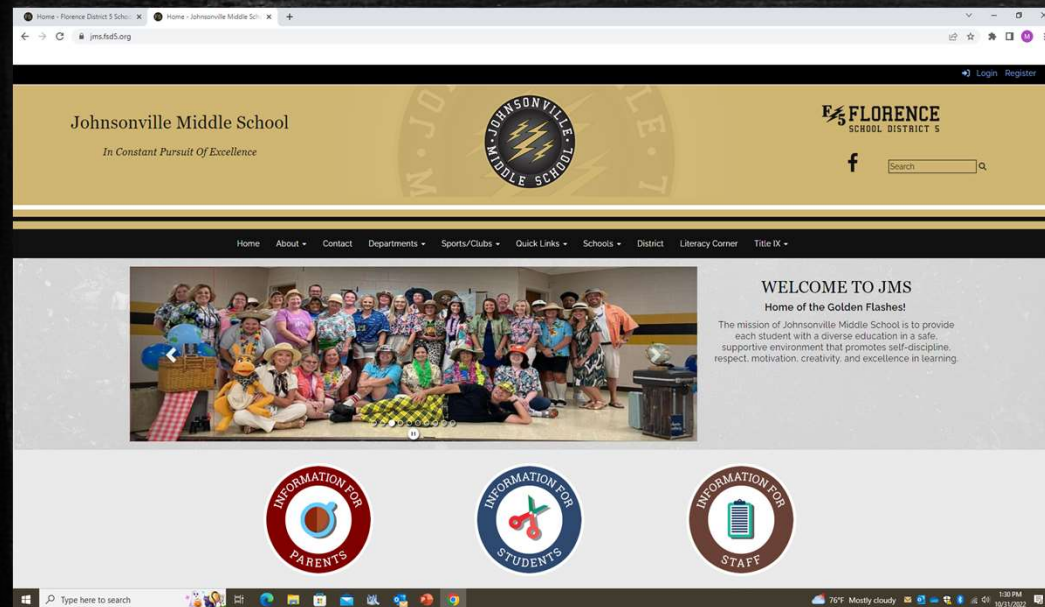 Home - Florence District 5 Schoo
Home - Johnsonville Middle Sch
jms.fsd5.org
M
Login Register
Johnsonville Middle School
In Constant Pursuit Of Excellence
JOHNSONVILLE
MIDDLE SCHOOL
F5 FLORENCE
SCHOOL DISTRICT 5
f
Search
Home About Contact Departments Sports/Clubs Quick Links Schools District Literacy Corner Title IX
WELCOME TO JMS
Home of the Golden Flashes!
The mission of Johnsonville Middle School is to provide
each student with a diverse education in a safe,
supportive environment that promotes self-discipline,
respect, motivation, creativity, and excellence in learning.
INFORMATION FOR
PARENTS
INFORMATION FOR
STUDENTS
INFORMATION FOR
STAFF
Type here to search
76°F Mostly cloudy
1:30 PM
10/31/2022